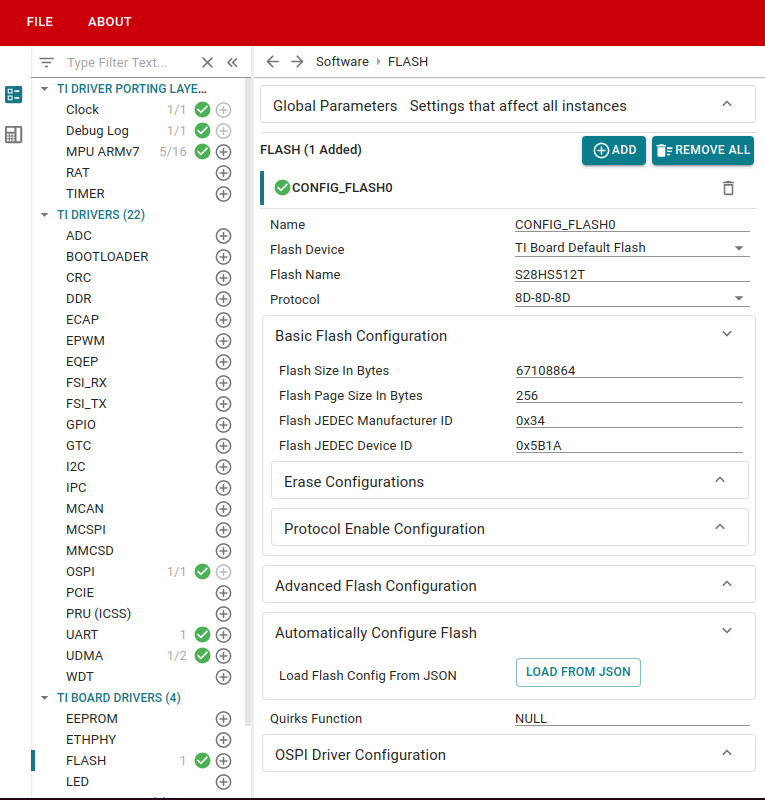 FILE ABOUT
Type Filter Text...
TI DRIVER PORTING LAYE...
Clock 1/1
Debug Log 1/1
MPU ARMv7 5/16
RAT
TIMER
TI DRIVERS (22)
ADC
BOOTLOADER
CRC
DDR
ECAP
EPWM
EQEP
FSI_RX
FSI_TX
GPIO
GTC
I2C
IPC
MCAN
MCSPI
MMCSD
OSPI 1/1
PCIE
PRU (ICSS)
UART 1
UDMA 1/2
WDT
TI BOARD DRIVERS (4)
EEPROM
ETHPHY
FLASH 1
LED
Software › FLASH
Global Parameters Settings that affect all instances
FLASH (1 Added) ADD REMOVE ALL
CONFIG_FLASH0
Name CONFIG_FLASH0
Flash Device TI Board Default Flash
Flash Name S28HS512T
Protocol 8D-8D-8D
Basic Flash Configuration
Flash Size In Bytes 67108864
Flash Page Size In Bytes 256
Flash JEDEC Manufacturer ID 0x34
Flash JEDEC Device ID 0x5B1A
Erase Configurations
Protocol Enable Configuration
Advanced Flash Configuration
Automatically Configure Flash
Load Flash Config From JSON LOAD FROM JSON
Quirks Function NULL
OSPI Driver Configuration